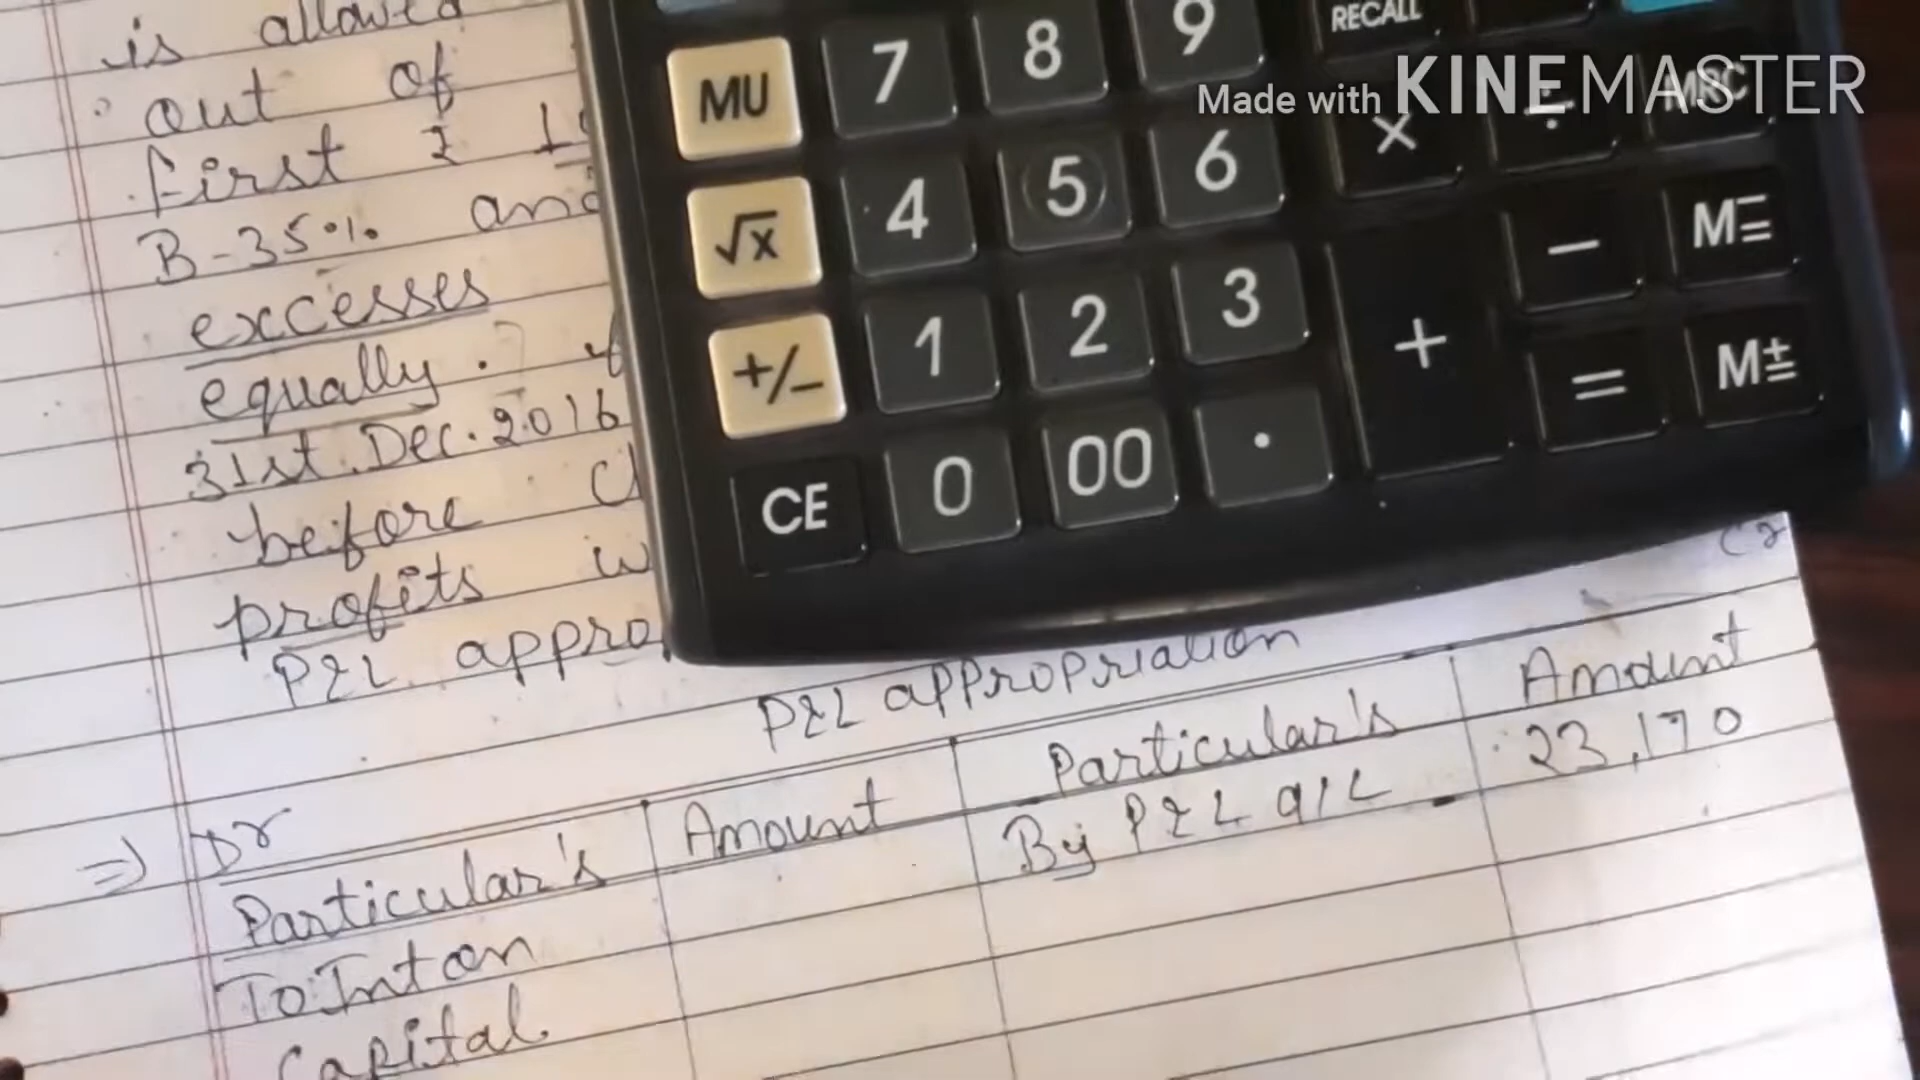 is allowed
out of
first ₹
B-35%. and
excesses
equally.
31st Dec. 2016
before
profits
P&L appro
P&L appropriation
Dr
Particular's Amount Particular's Amount
To Int on By P&L a/c 23,170
Capital.
RECALL
MU 7 8 9 × ÷ MRC
√x 4 5 6 − M=
+/− 1 2 3 + = M±
CE 0 00 .
Made with KINEMASTER